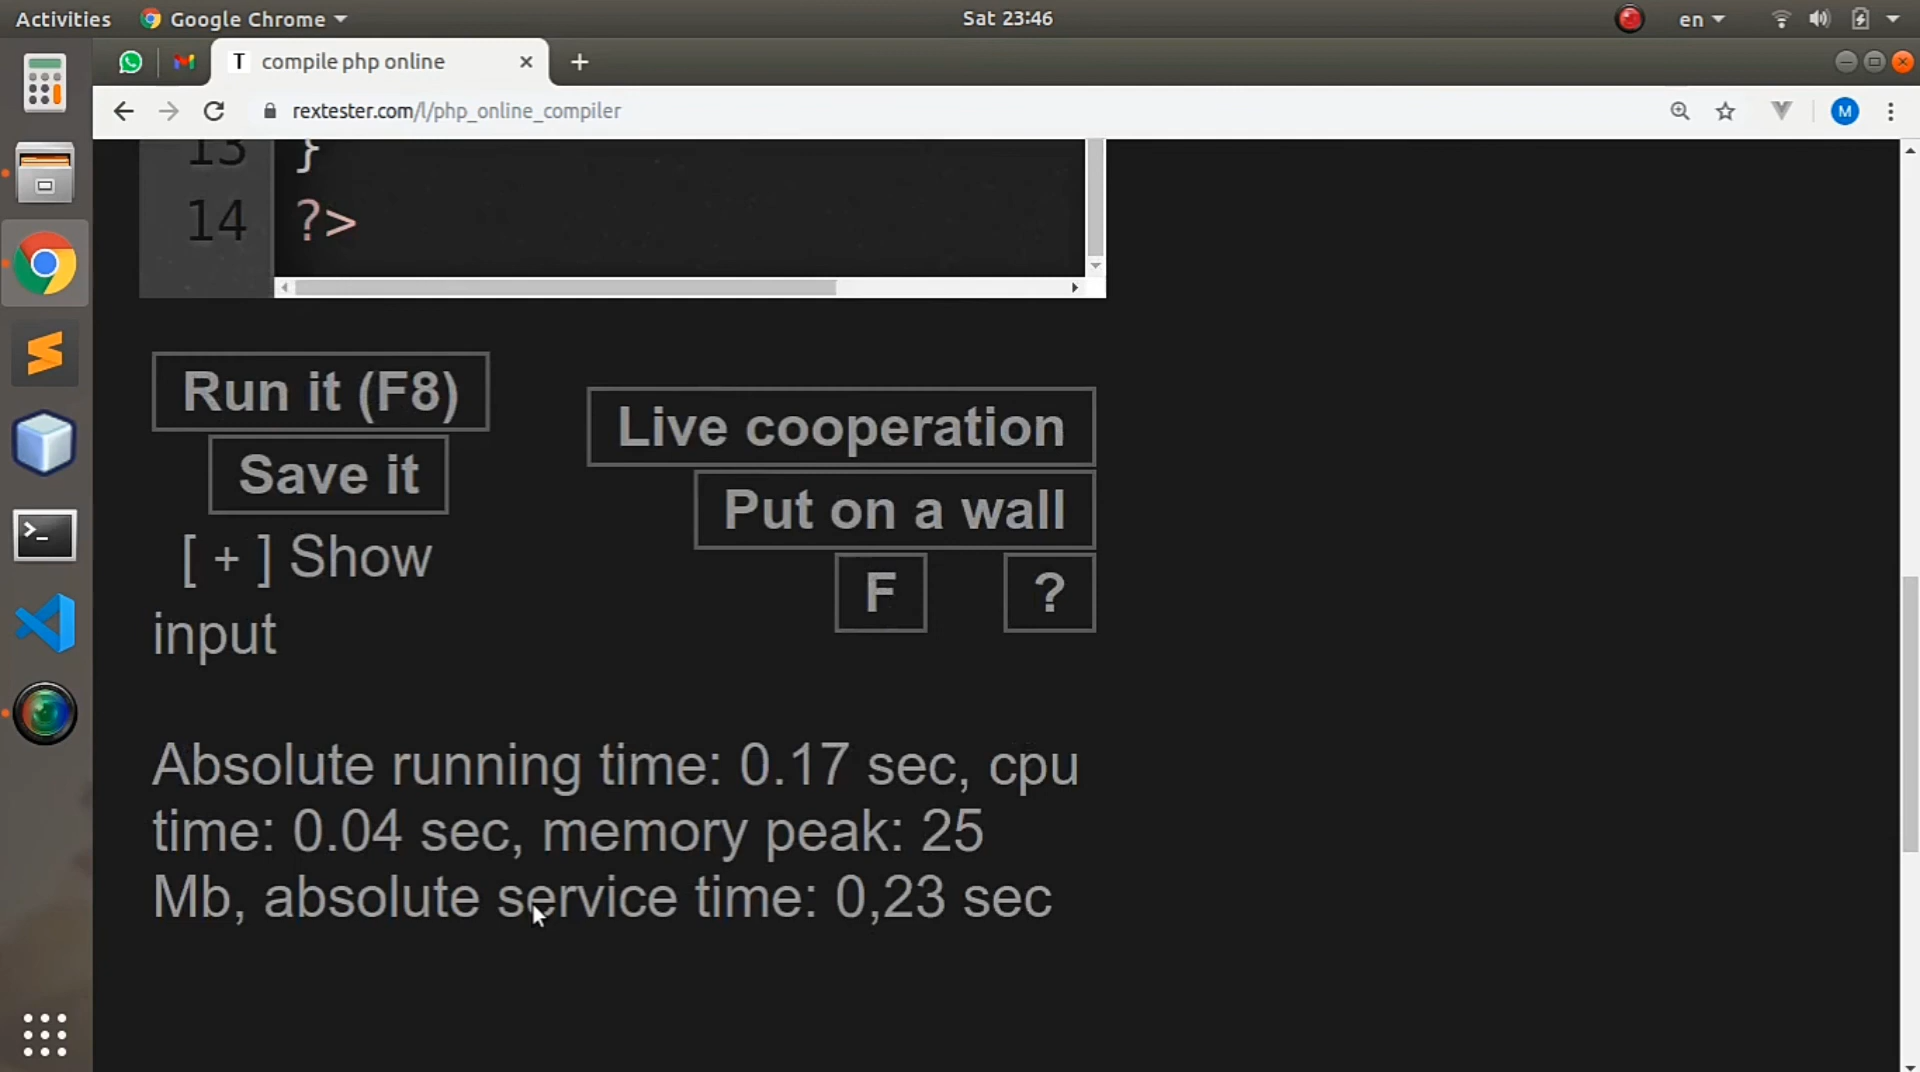 Activities
Google Chrome
Sat 23:46
en
T compile php online
rextester.com/l/php_online_compiler
M
13 }
14 ?>
Run it (F8)
Live cooperation
Save it
Put on a wall
[ + ] Show
F ?
input
Absolute running time: 0.17 sec, cpu
time: 0.04 sec, memory peak: 25
Mb, absolute service time: 0,23 sec